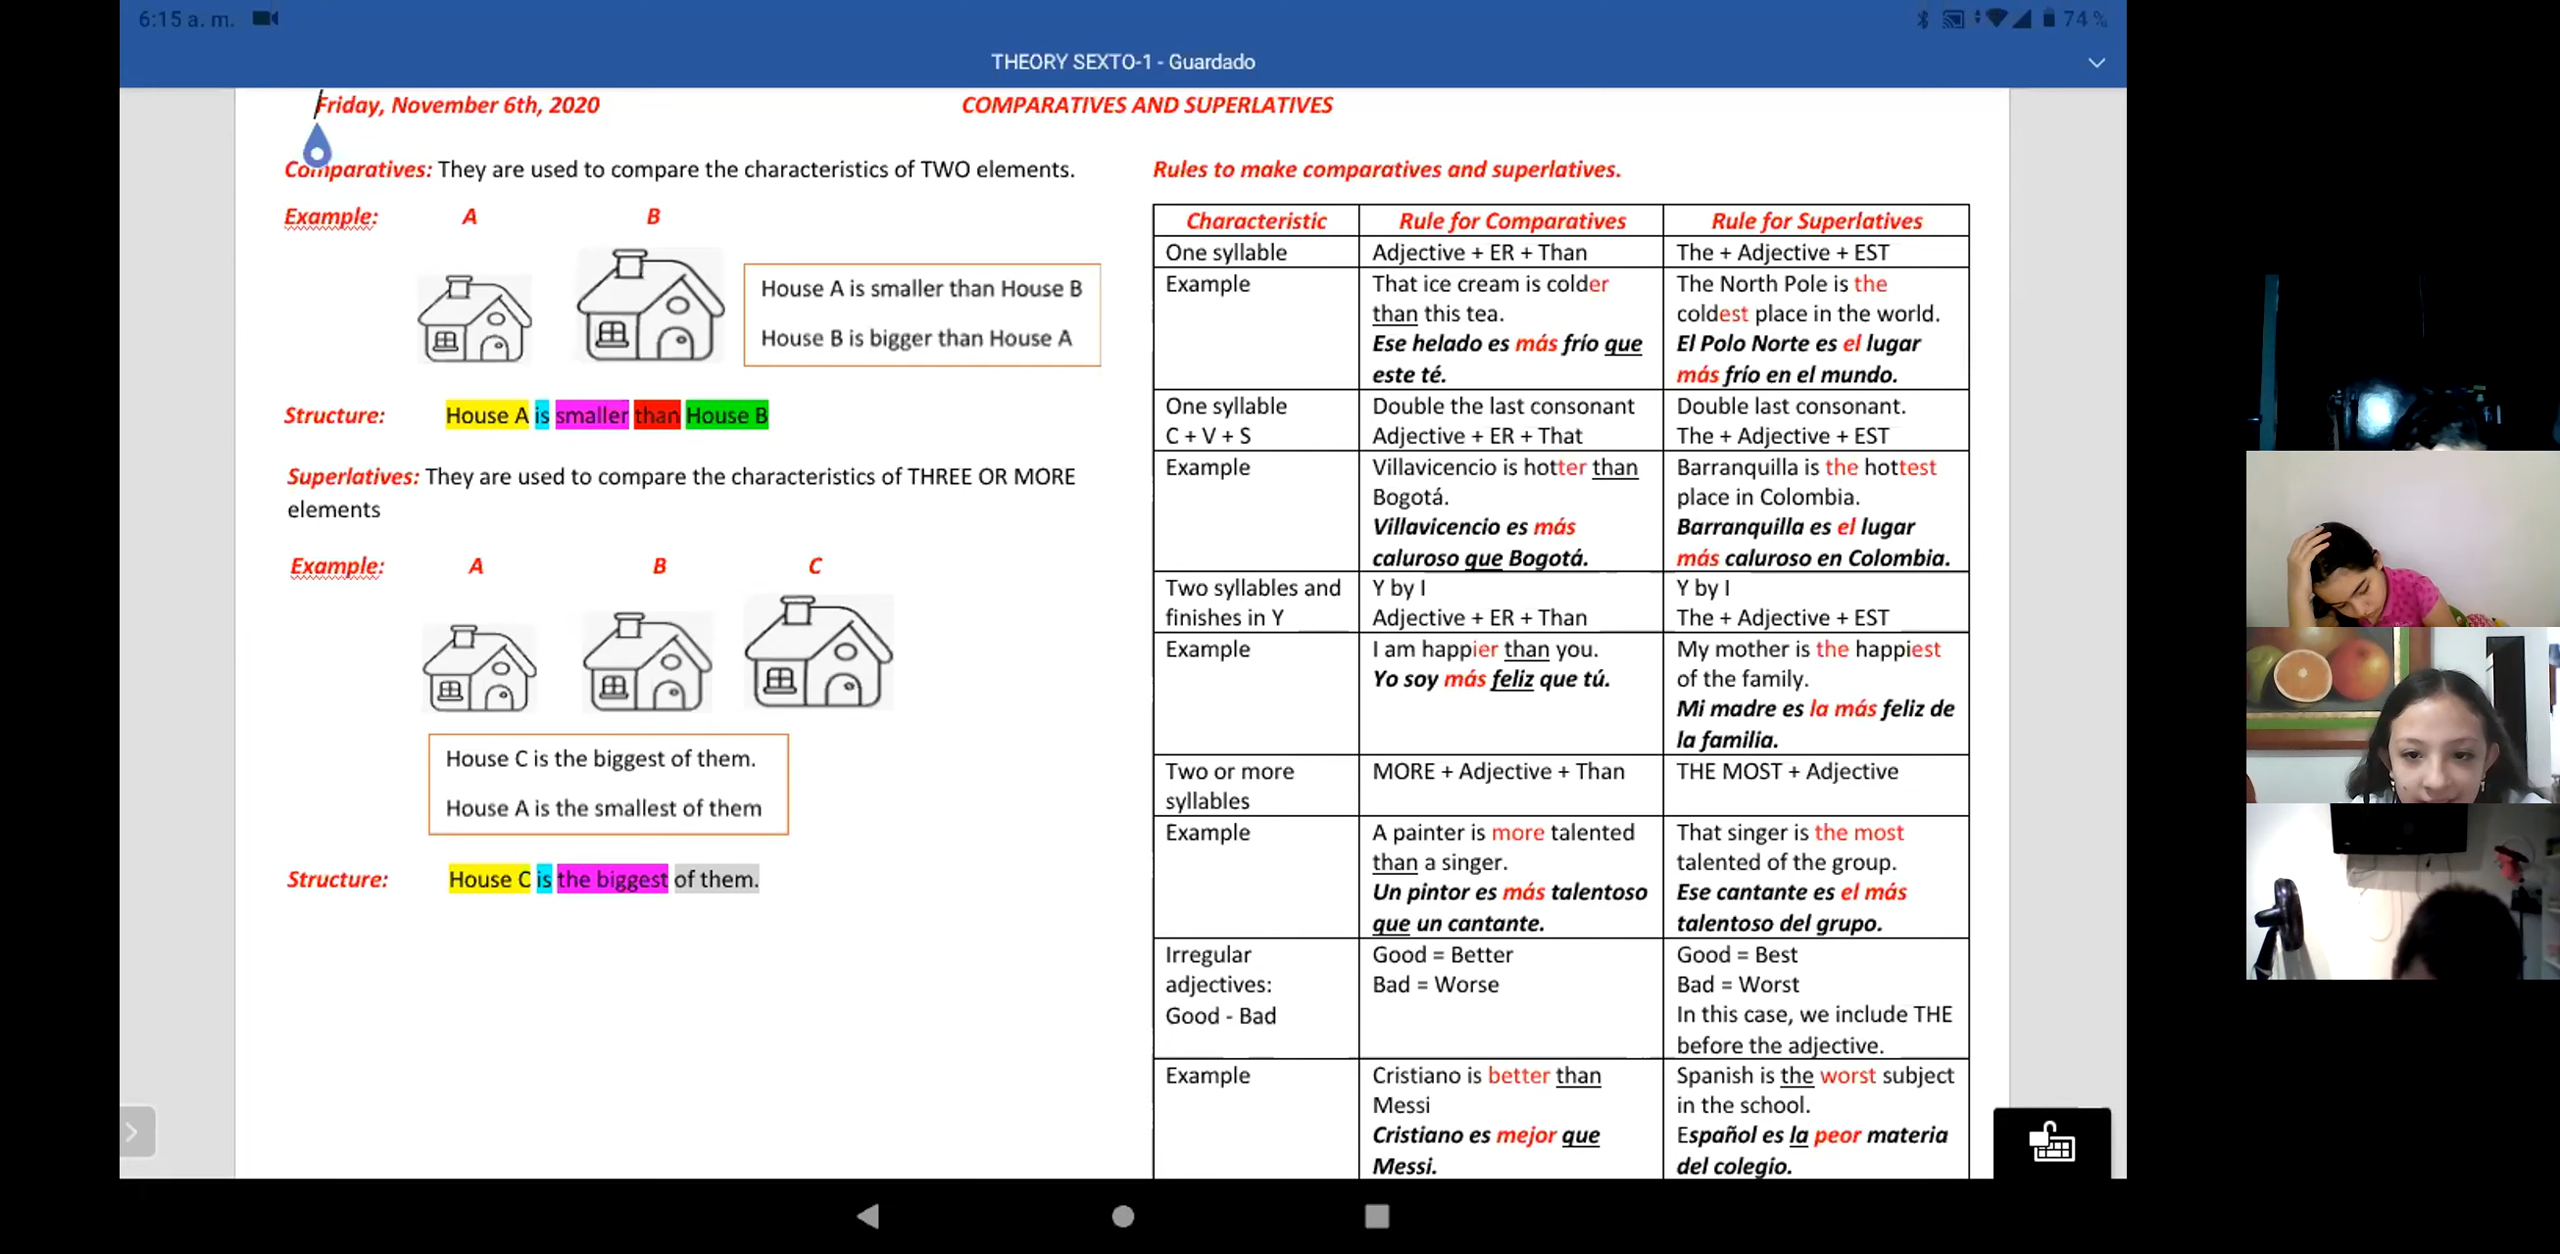 6:15 a. m.
74 %
THEORY SEXTO-1 - Guardado
Friday, November 6th, 2020
COMPARATIVES AND SUPERLATIVES
Comparatives: They are used to compare the characteristics of TWO elements.
Example: A B
House A is smaller than House B
House B is bigger than House A
Structure: House A is smaller than House B
Superlatives: They are used to compare the characteristics of THREE OR MORE
elements
Example: A B C
House C is the biggest of them.
House A is the smallest of them
Structure: House C is the biggest of them.
Rules to make comparatives and superlatives.
Characteristic Rule for Comparatives Rule for Superlatives
One syllable
Adjective + ER + Than
The + Adjective + EST
Example
That ice cream is colder
than this tea.
Ese helado es más frío que
este té.
The North Pole is the
coldest place in the world.
El Polo Norte es el lugar
más frío en el mundo.
One syllable
C + V + S
Double the last consonant
Adjective + ER + That
Double last consonant.
The + Adjective + EST
Example
Villavicencio is hotter than
Bogotá.
Villavicencio es más
caluroso que Bogotá.
Barranquilla is the hottest
place in Colombia.
Barranquilla es el lugar
más caluroso en Colombia.
Two syllables and
finishes in Y
Y by I
Adjective + ER + Than
Y by I
The + Adjective + EST
Example
I am happier than you.
Yo soy más feliz que tú.
My mother is the happiest
of the family.
Mi madre es la más feliz de
la familia.
Two or more
syllables
MORE + Adjective + Than
THE MOST + Adjective
Example
A painter is more talented
than a singer.
Un pintor es más talentoso
que un cantante.
That singer is the most
talented of the group.
Ese cantante es el más
talentoso del grupo.
Irregular
adjectives:
Good - Bad
Good = Better
Bad = Worse
Good = Best
Bad = Worst
In this case, we include THE
before the adjective.
Example
Cristiano is better than
Messi
Cristiano es mejor que
Messi.
Spanish is the worst subject
in the school.
Español es la peor materia
del colegio.